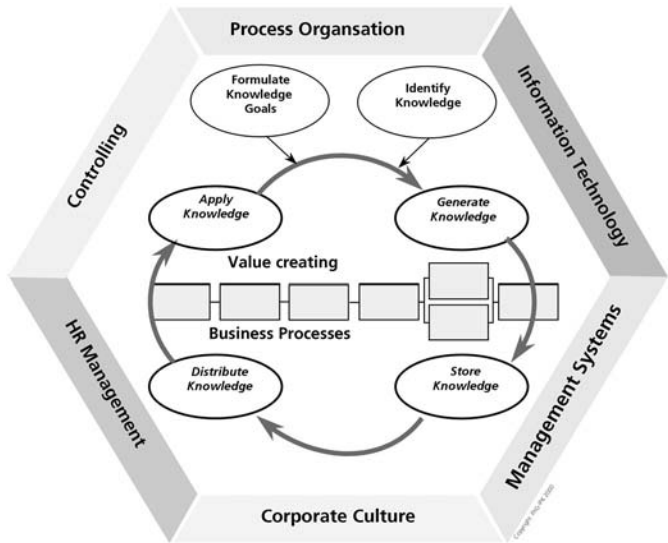 Process Organsation
Formulate
Knowledge
Goals
Identify
Knowledge
Controlling
Information Technology
Apply
Knowledge
Generate
Knowledge
Value creating
Business Processes
HR Management
Distribute
Knowledge
Store
Knowledge
Management Systems
Corporate Culture